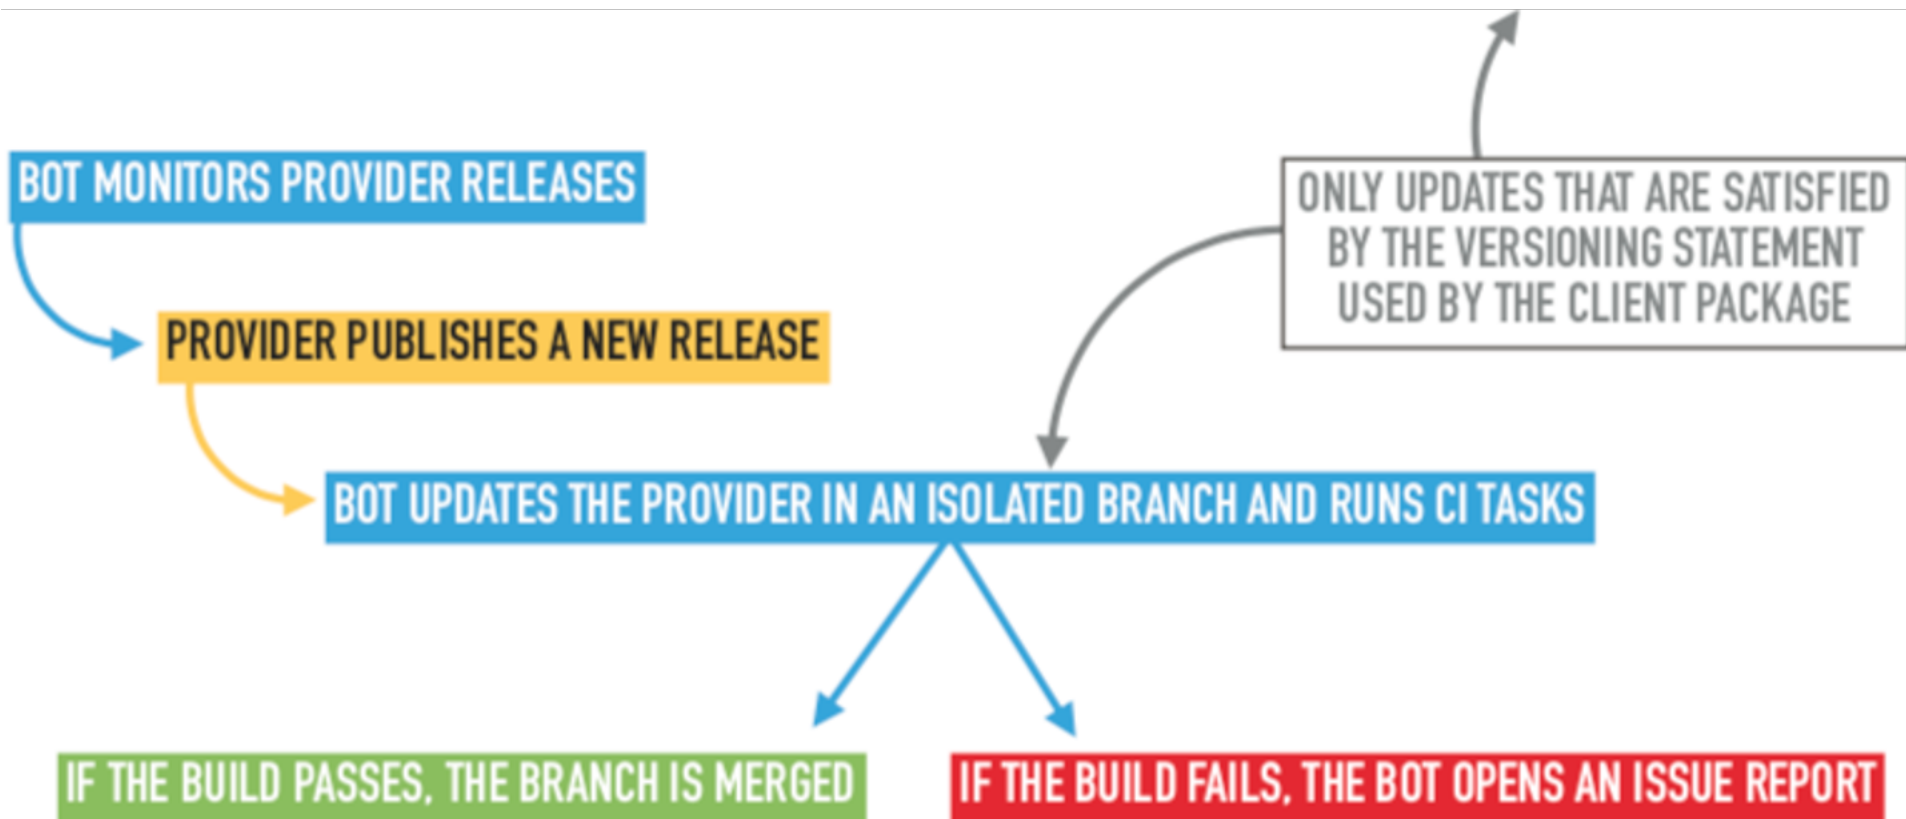 BOT MONITORS PROVIDER RELEASES
ONLY UPDATES THAT ARE SATISFIED
BY THE VERSIONING STATEMENT
USED BY THE CLIENT PACKAGE
PROVIDER PUBLISHES A NEW RELEASE
BOT UPDATES THE PROVIDER IN AN ISOLATED BRANCH AND RUNS CI TASKS
IF THE BUILD PASSES, THE BRANCH IS MERGED
IF THE BUILD FAILS, THE BOT OPENS AN ISSUE REPORT